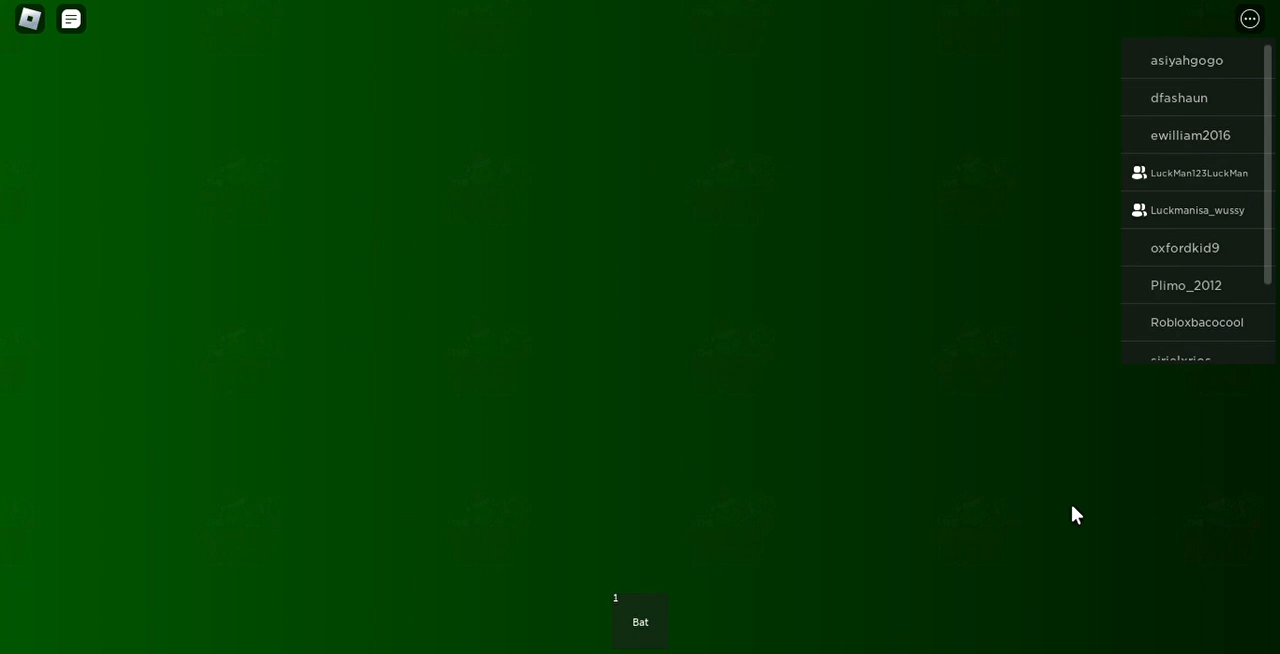 asiyahgogo
dfashaun
ewilliam2016
LuckMan123LuckMan
Luckmanisa_wussy
oxfordkid9
Plimo_2012
Robloxbacocool
1
Bat